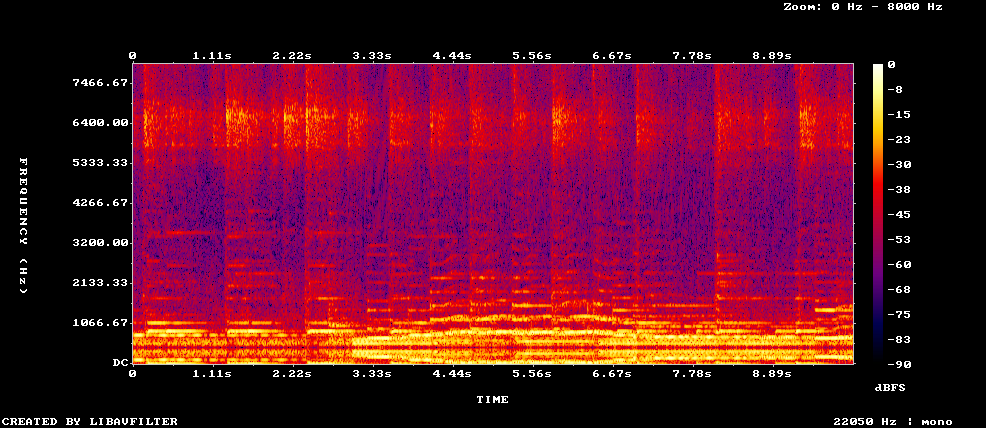 Zoom: 0 Hz - 8000 Hz
0 1.11s 2.22s 3.33s 4.44s 5.56s 6.67s 7.78s 8.89s
7466.67
6400.00
5333.33
4266.67
3200.00
2133.33
1066.67
DC
FREQUENCY (Hz)
0
-8
-15
-23
-30
-38
-45
-53
-60
-68
-75
-83
-90
dBFS
0 1.11s 2.22s 3.33s 4.44s 5.56s 6.67s 7.78s 8.89s
TIME
CREATED BY LIBAVFILTER
22050 Hz | mono